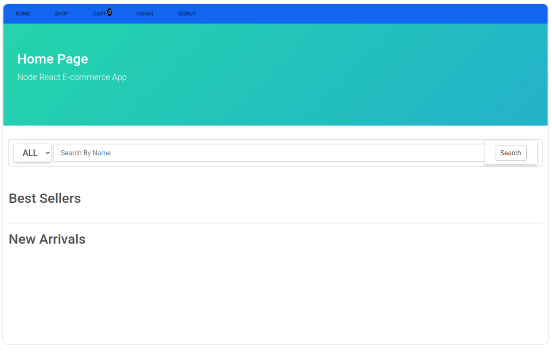 HOME SHOP CART 0 SIGNIN SIGNUP
Home Page
Node React E-commerce App
ALL Search By Name Search
Best Sellers
New Arrivals